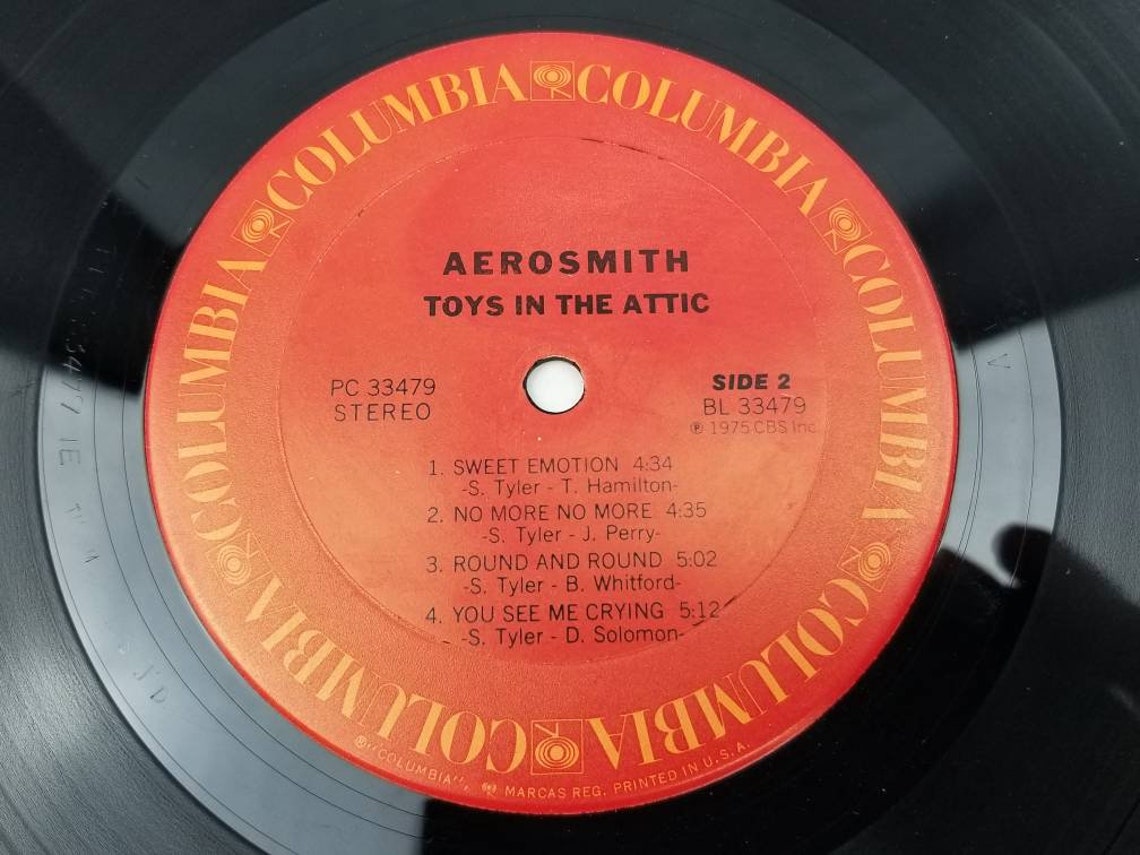 COLUMBIA COLUMBIA COLUMBIA COLUMBIA COLUMBIA COLUMBIA COLUMBIA
AEROSMITH
TOYS IN THE ATTIC
PC 33479
STEREO
SIDE 2
BL 33479
℗ 1975 CBS Inc.
1. SWEET EMOTION 4:34
-S. Tyler - T. Hamilton-
2. NO MORE NO MORE 4:35
-S. Tyler - J. Perry-
3. ROUND AND ROUND 5:02
-S. Tyler - B. Whitford-
4. YOU SEE ME CRYING 5:12
-S. Tyler - D. Solomon-
® "COLUMBIA", MARCAS REG. PRINTED IN U.S.A.